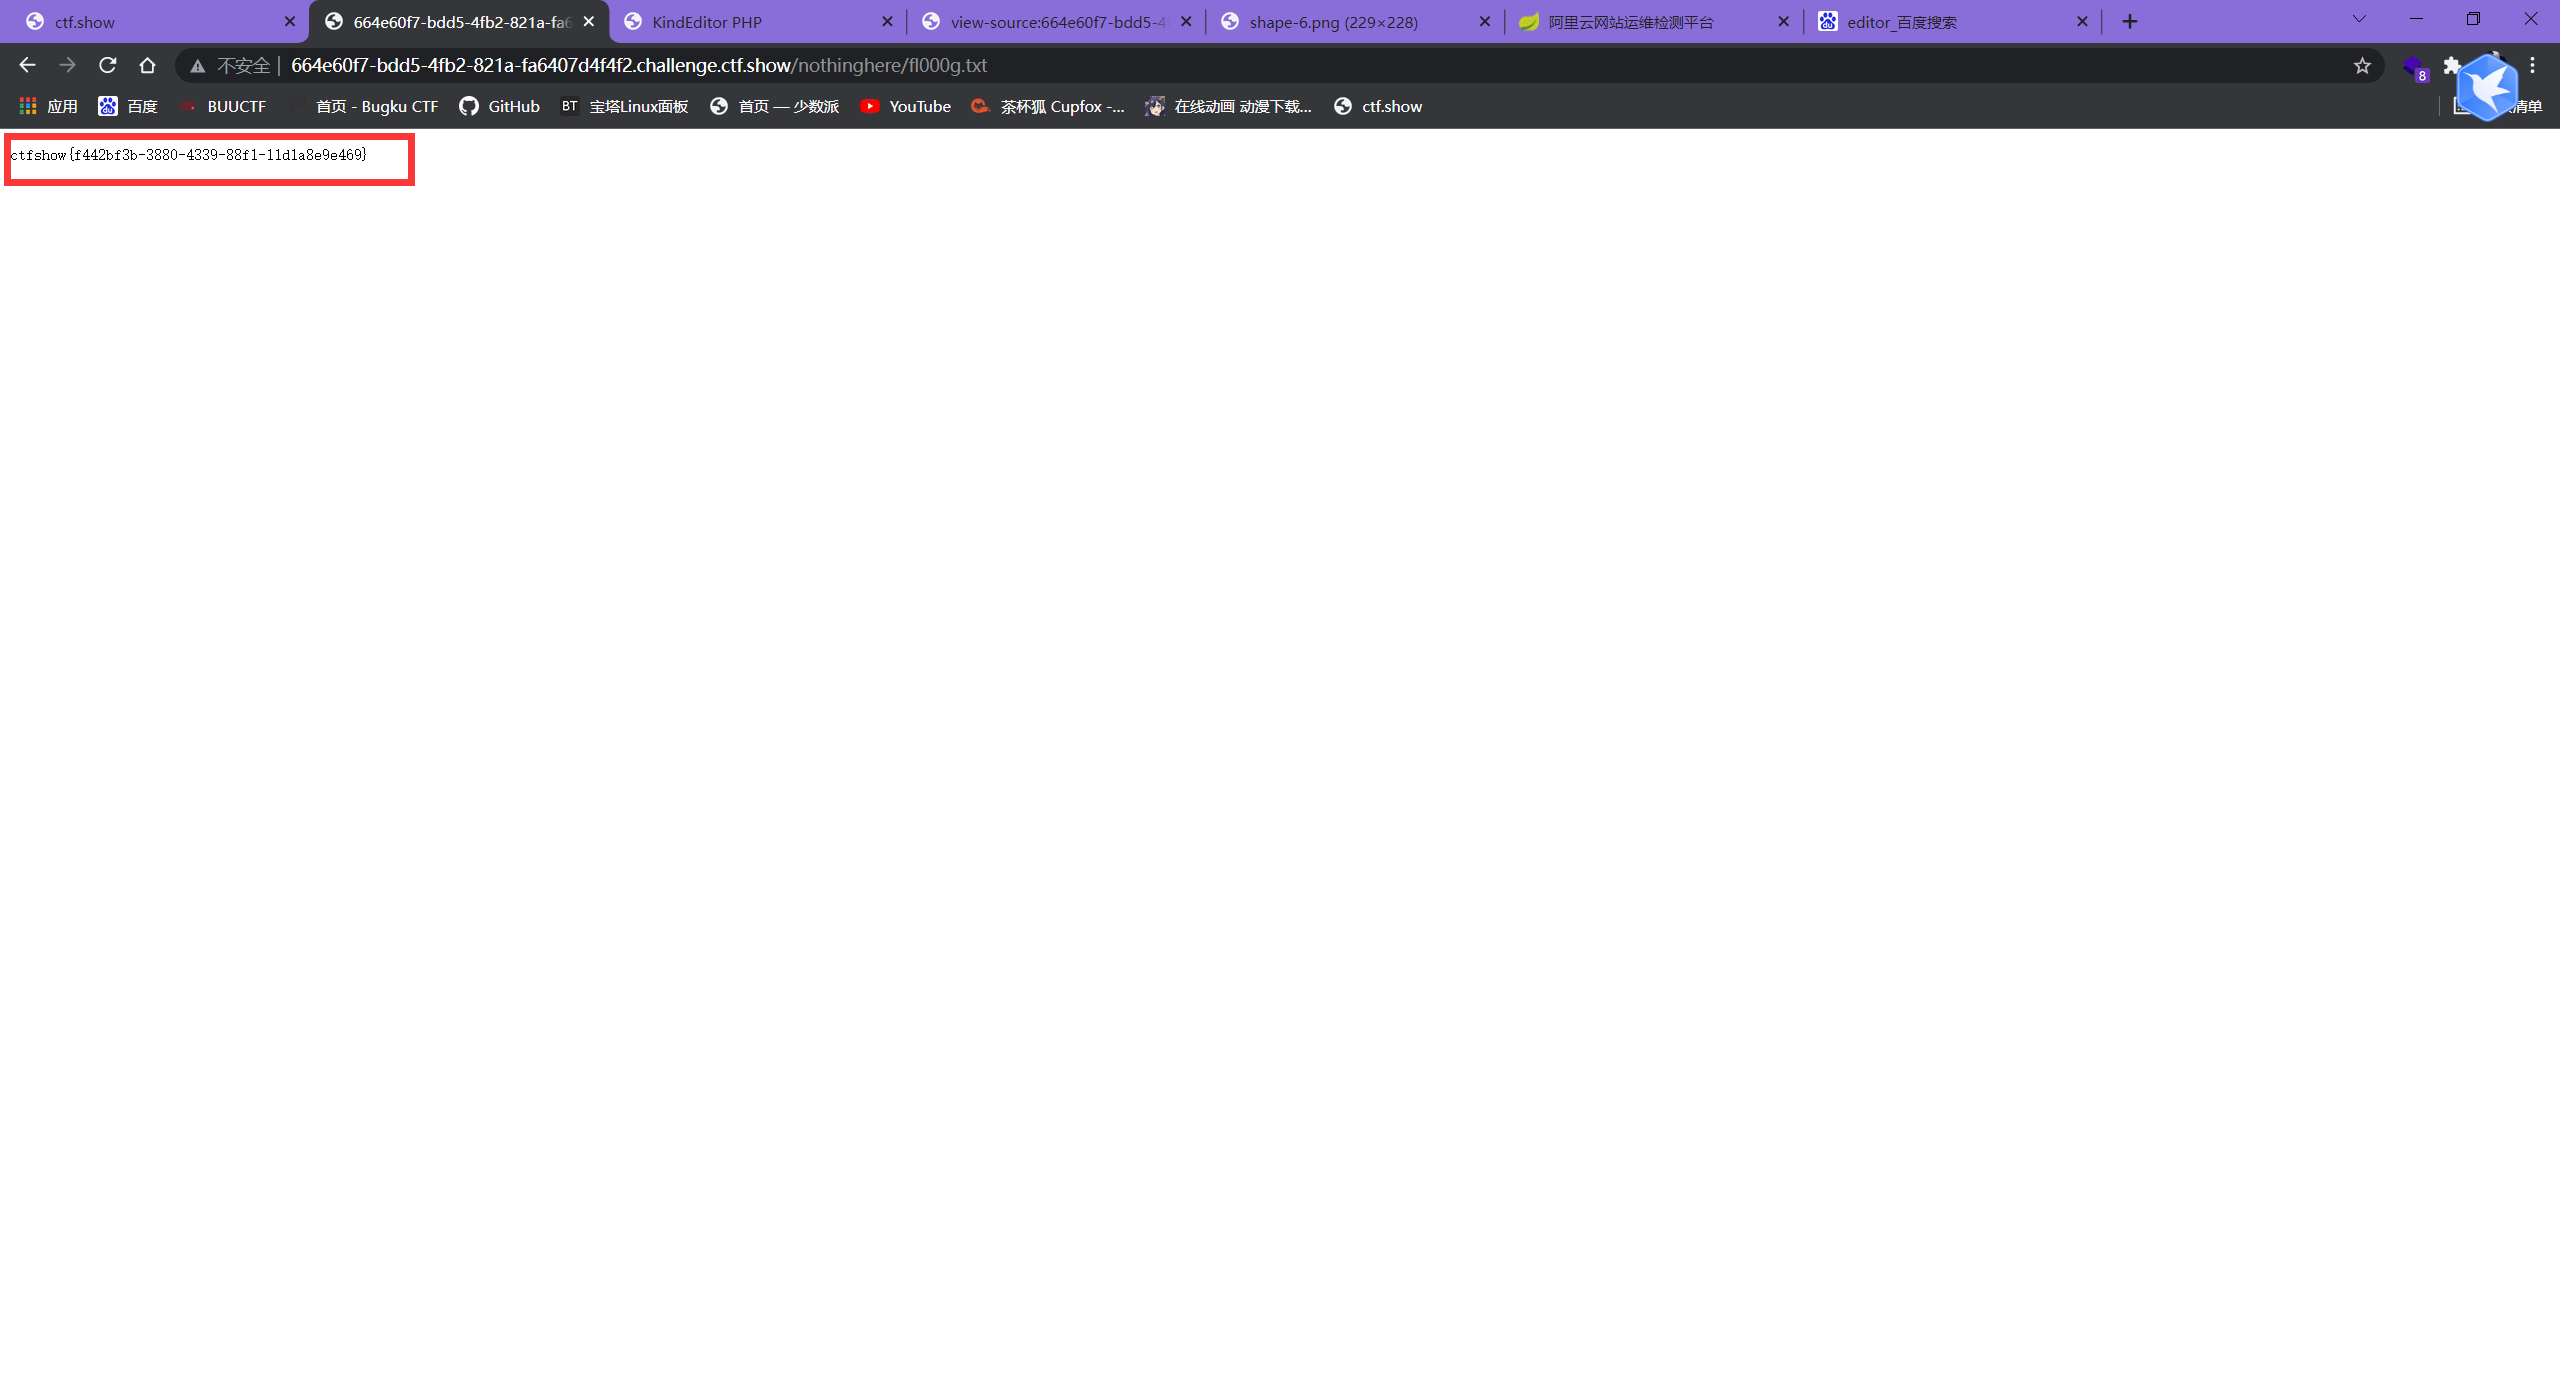 ctf.show
664e60f7-bdd5-4fb2-821a-fa6
KindEditor PHP
view-source:664e60f7-bdd5-4
shape-6.png (229×228)
阿里云网站运维检测平台
editor_百度搜索
不安全 664e60f7-bdd5-4fb2-821a-fa6407d4f4f2.challenge.ctf.show/nothinghere/fl000g.txt
8
应用 百度 BUUCTF 首页 - Bugku CTF GitHub BT 宝塔Linux面板 首页 — 少数派 YouTube 茶杯狐 Cupfox -... 在线动画 动漫下载... ctf.show 清单
ctfshow{f442bf3b-3880-4339-88f1-11d1a8e9e469}